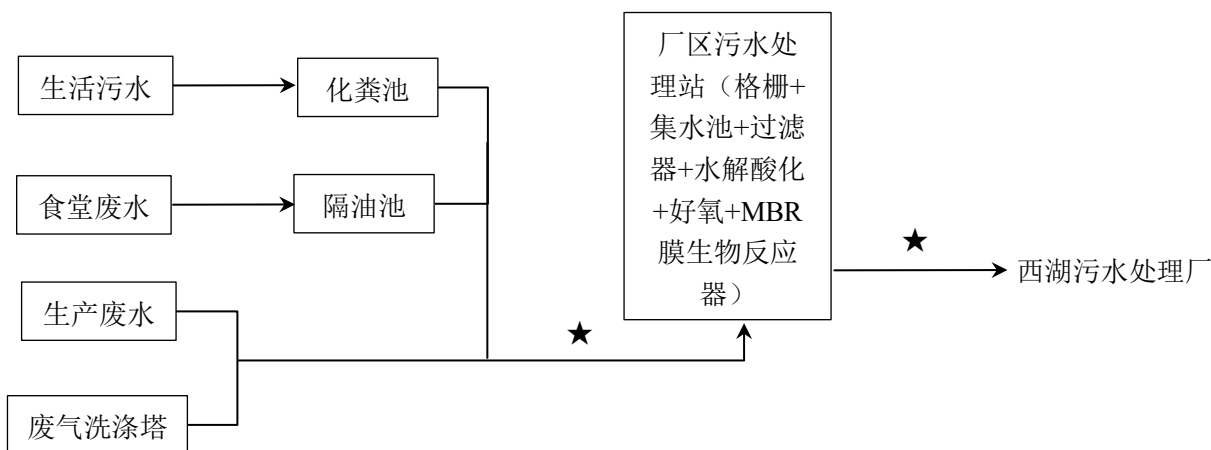 生活污水
化粪池
食堂废水
隔油池
生产废水
废气洗涤塔
★
厂区污水处
理站（格栅+
集水池+过滤
器+水解酸化
+好氧+MBR
膜生物反应
器）
★
西湖污水处理厂